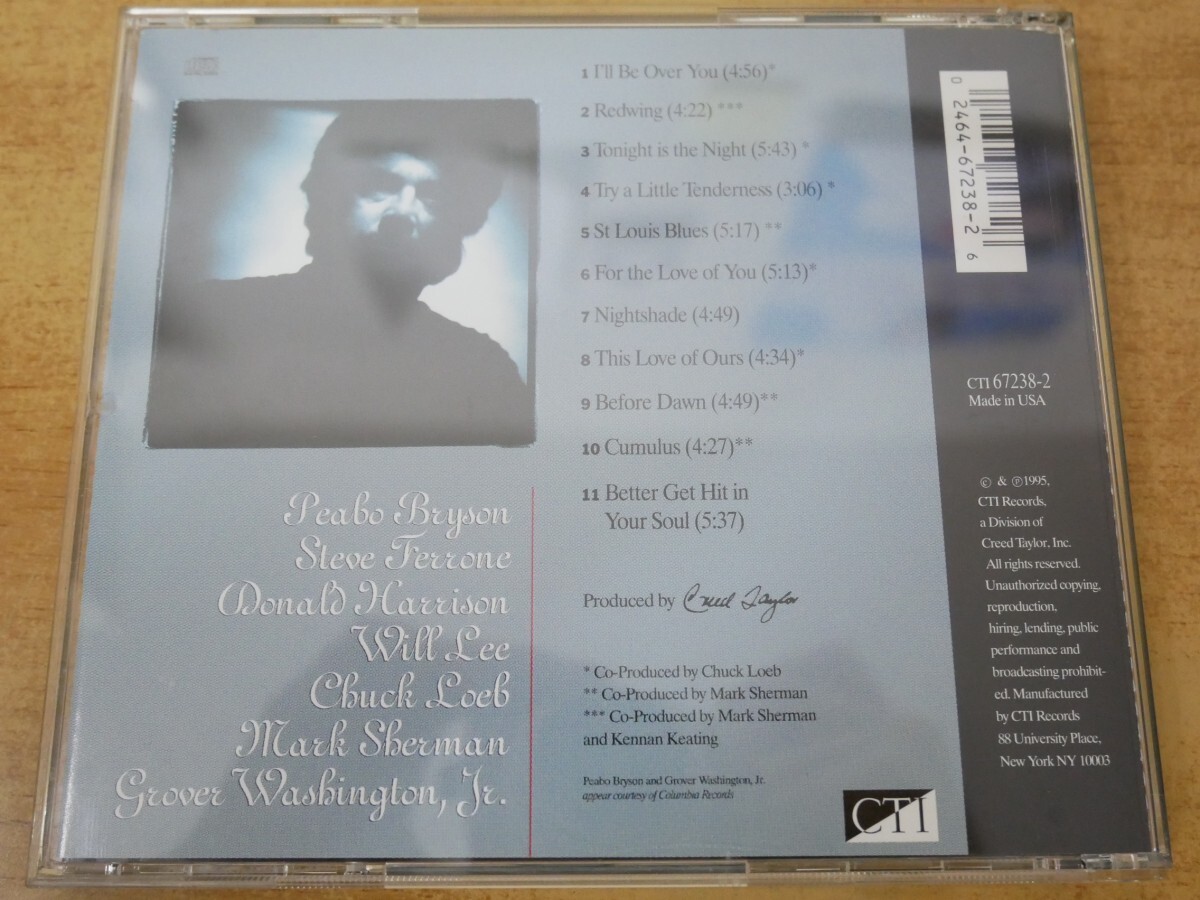 1 I'll Be Over You (4:56)*
2 Redwing (4:22) ***
3 Tonight is the Night (5:43) *
4 Try a Little Tenderness (3:06) *
5 St Louis Blues (5:17) **
6 For the Love of You (5:13)*
7 Nightshade (4:49)
8 This Love of Ours (4:34)*
9 Before Dawn (4:49)**
10 Cumulus (4:27)**
11 Better Get Hit in
Your Soul (5:37)
Peabo Bryson
Steve Ferrone
Donald Harrison
Will Lee
Chuck Loeb
Mark Sherman
Grover Washington, Jr.
Produced by Creed Taylor
* Co-Produced by Chuck Loeb
** Co-Produced by Mark Sherman
*** Co-Produced by Mark Sherman
and Kennan Keating
Peabo Bryson and Grover Washington, Jr.
appear courtesy of Columbia Records
CTI
0 2464-67238-2 6
CTI 67238-2
Made in USA
© & ℗1995,
CTI Records,
a Division of
Creed Taylor, Inc.
All rights reserved.
Unauthorized copying,
reproduction,
hiring, lending, public
performance and
broadcasting prohibit-
ed. Manufactured
by CTI Records
88 University Place,
New York NY 10003